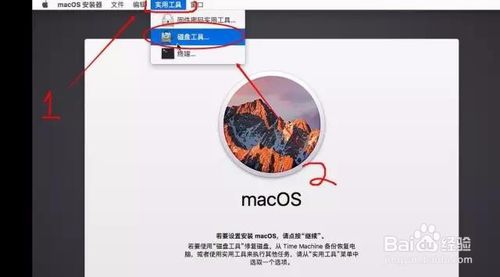 macOS 安装器 文件 编辑 实用工具 窗口
固件密码实用工具...
磁盘工具...
终端...
1
2
macOS
若要设置安装 macOS，请点按“继续”。
若要使用“磁盘工具”修复磁盘、从 Time Machine 备份恢复电
脑，或者使用实用工具来执行其他任务，请从“实用工具”菜单中
选取一个选项。
Bai 百度经验